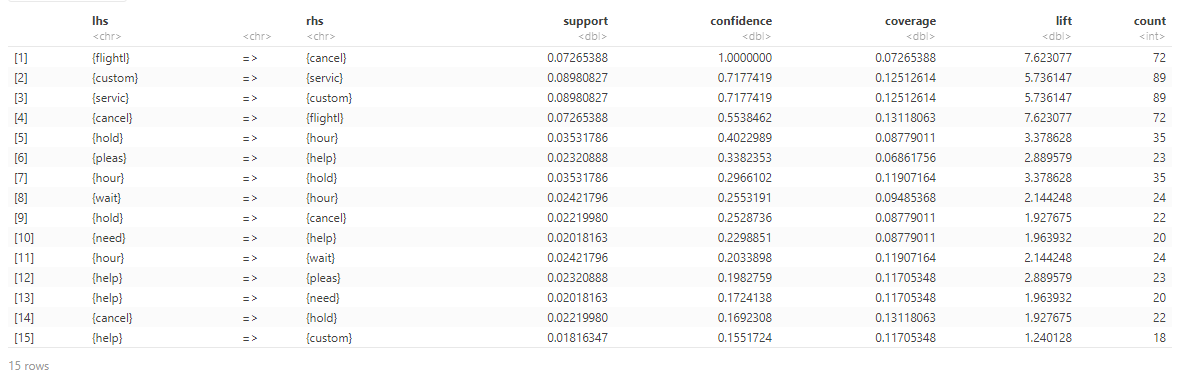 lhs rhs support confidence coverage lift count
<chr> <chr> <chr> <dbl> <dbl> <dbl> <dbl> <int>
[1] {flightl} => {cancel} 0.07265388 1.0000000 0.07265388 7.623077 72
[2] {custom} => {servic} 0.08980827 0.7177419 0.12512614 5.736147 89
[3] {servic} => {custom} 0.08980827 0.7177419 0.12512614 5.736147 89
[4] {cancel} => {flightl} 0.07265388 0.5538462 0.13118063 7.623077 72
[5] {hold} => {hour} 0.03531786 0.4022989 0.08779011 3.378628 35
[6] {pleas} => {help} 0.02320888 0.3382353 0.06861756 2.889579 23
[7] {hour} => {hold} 0.03531786 0.2966102 0.11907164 3.378628 35
[8] {wait} => {hour} 0.02421796 0.2553191 0.09485368 2.144248 24
[9] {hold} => {cancel} 0.02219980 0.2528736 0.08779011 1.927675 22
[10] {need} => {help} 0.02018163 0.2298851 0.08779011 1.963932 20
[11] {hour} => {wait} 0.02421796 0.2033898 0.11907164 2.144248 24
[12] {help} => {pleas} 0.02320888 0.1982759 0.11705348 2.889579 23
[13] {help} => {need} 0.02018163 0.1724138 0.11705348 1.963932 20
[14] {cancel} => {hold} 0.02219980 0.1692308 0.13118063 1.927675 22
[15] {help} => {custom} 0.01816347 0.1551724 0.11705348 1.240128 18
15 rows